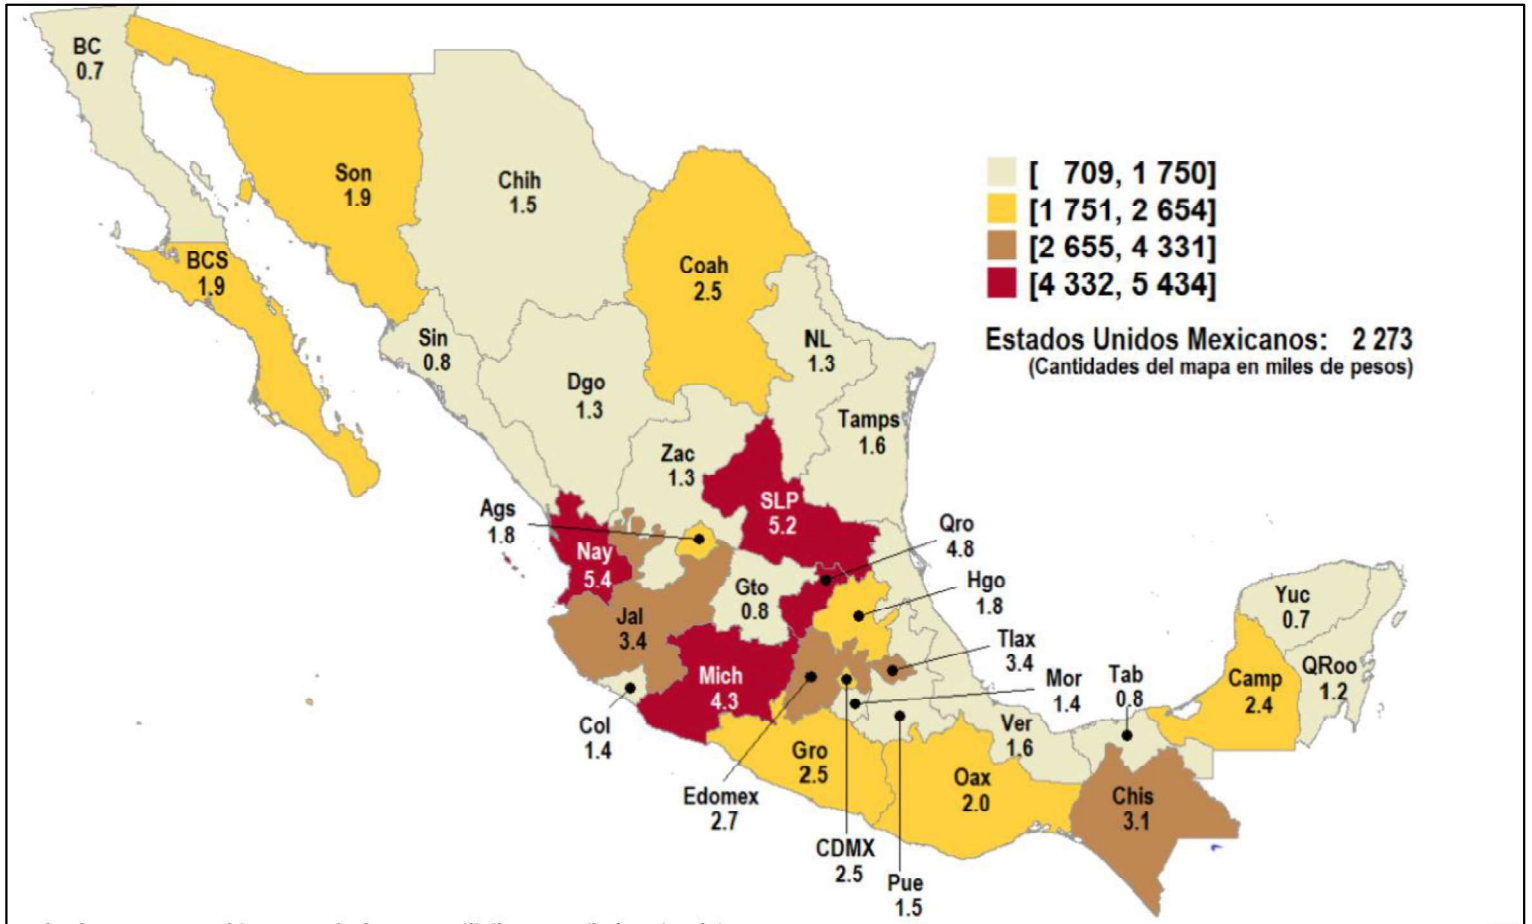 BC
0.7
Son
1.9
Chih
1.5
[ 709, 1 750]
[1 751, 2 654]
[2 655, 4 331]
[4 332, 5 434]
Estados Unidos Mexicanos: 2 273
(Cantidades del mapa en miles de pesos)
BCS
1.9
Coah
2.5
Sin
0.8
NL
1.3
Dgo
1.3
Tamps
1.6
Zac
1.3
Ags
1.8
SLP
5.2
Qro
4.8
Nay
5.4
Gto
0.8
Hgo
1.8
Yuc
0.7
Jal
3.4
Tlax
3.4
Mich
4.3
Mor
1.4
Tab
0.8
Camp
2.4
QRoo
1.2
Col
1.4
Ver
1.6
Gro
2.5
Oax
2.0
Edomex
2.7
Chis
3.1
CDMX
2.5
Pue
1.5